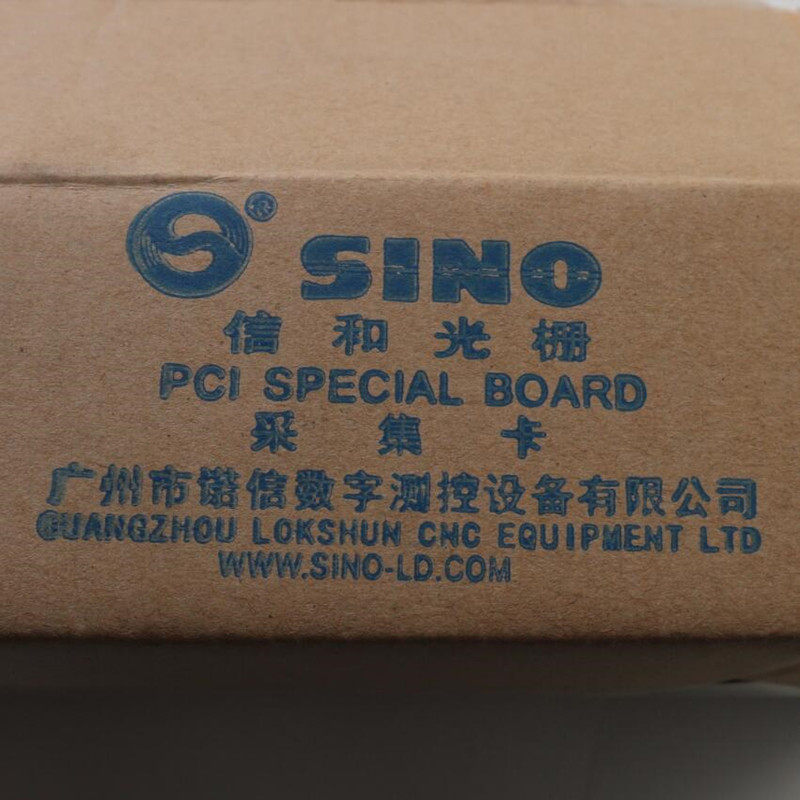 ® SINO
信和光栅
PCI SPECIAL BOARD
采集卡
广州市诺信数字测控设备有限公司
GUANGZHOU LOKSHUN CNC EQUIPMENT LTD
WWW.SINO-LD.COM